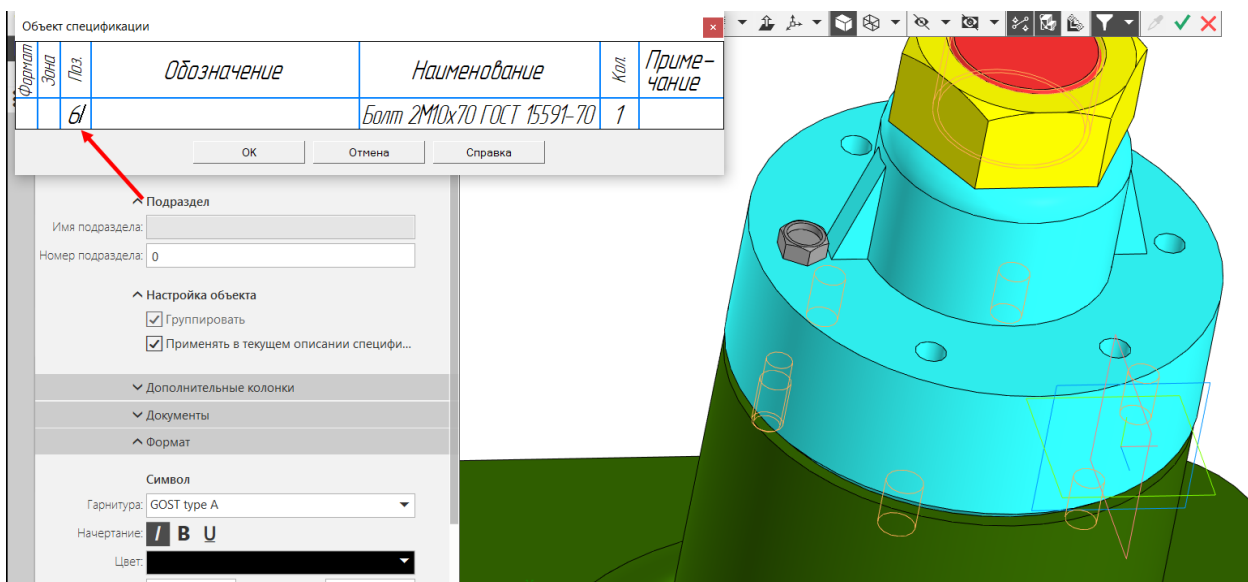 Объект спецификации
Формат Зона Поз. Обозначение Наименование Кол. Приме-
чание
6 Болт 2М10х70 ГОСТ 15591-70 1
ОК Отмена Справка
Подраздел
Имя подраздела:
Номер подраздела: 0
Настройка объекта
Группировать
Применять в текущем описании специфи...
Дополнительные колонки
Документы
Формат
Символ
Гарнитура: GOST type A
Начертание: I B U
Цвет: